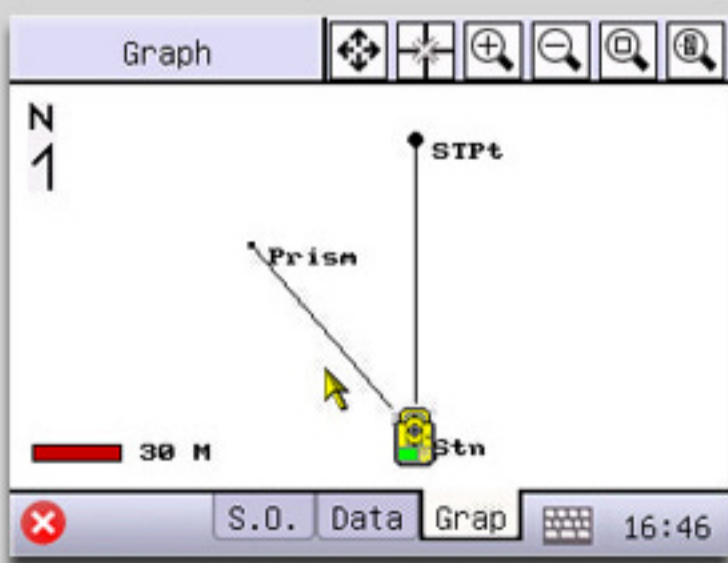 Graph
N
STPt
Prism
Stn
30 M
S.O. Data Grap 16:46